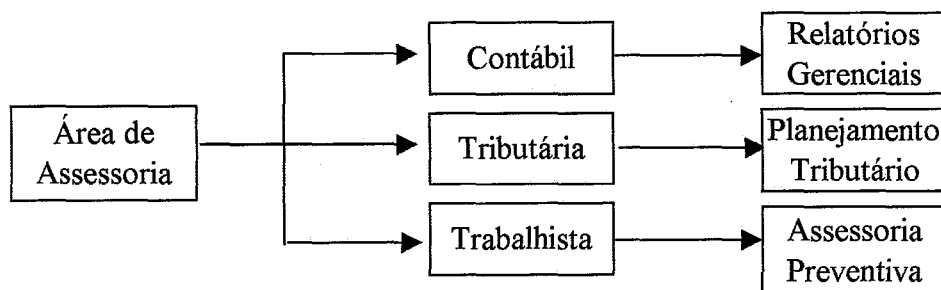 Área de
Assessoria
Contábil
Relatórios
Gerenciais
Tributária
Planejamento
Tributário
Trabalhista
Assessoria
Preventiva